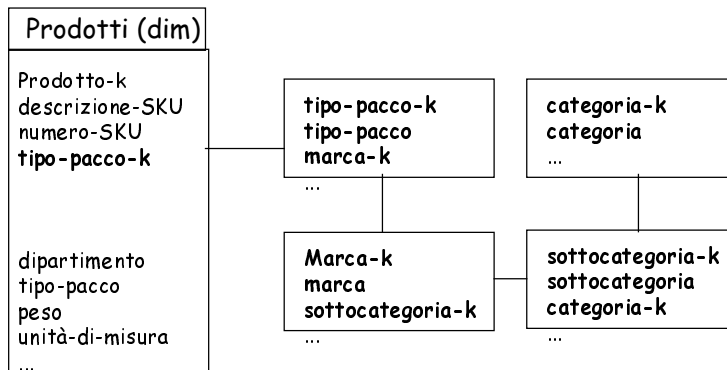 Prodotti (dim)
Prodotto-k
descrizione-SKU
numero-SKU
tipo-pacco-k
dipartimento
tipo-pacco
peso
unità-di-misura
...
tipo-pacco-k
tipo-pacco
marca-k
...
categoria-k
categoria
...
Marca-k
marca
sottocategoria-k
...
sottocategoria-k
sottocategoria
categoria-k
...